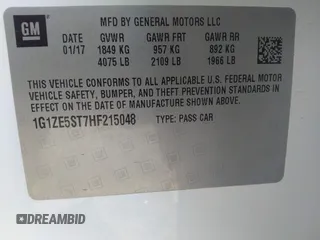 GM
MFD BY GENERAL MOTORS LLC
DATE GVWR GAWR FRT GAWR RR
01/17 1849 KG 957 KG 892 KG
4075 LB 2109 LB 1966 LB
THIS VEHICLE CONFORMS TO ALL APPLICABLE U.S. FEDERAL MOTOR
VEHICLE SAFETY, BUMPER, AND THEFT PREVENTION STANDARDS IN
EFFECT ON THE DATE OF MANUFACTURE SHOWN ABOVE.
1G1ZE5ST7HF215048 TYPE: PASS CAR
DREAMBID